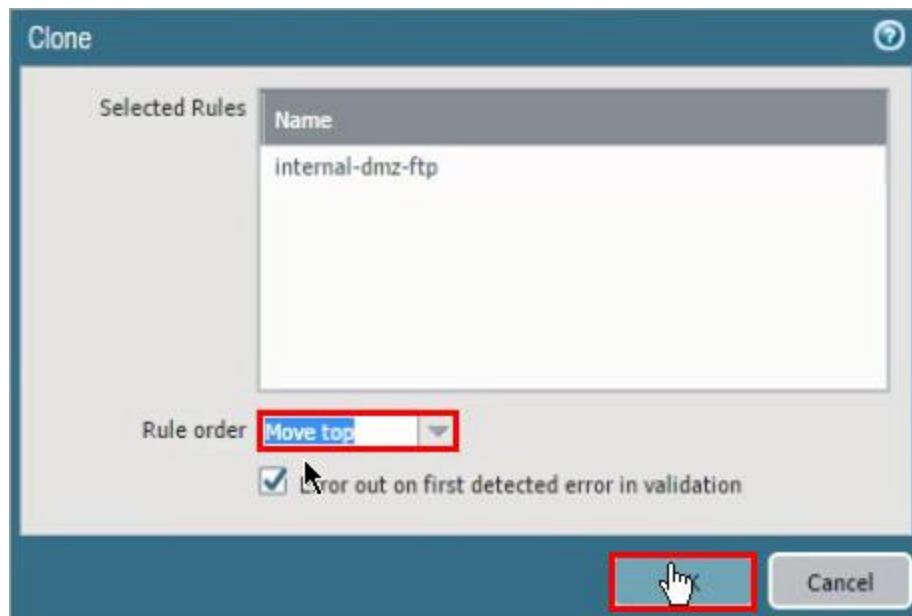 Clone
Selected Rules
Name
internal-dmz-ftp
Rule order Move top
Error out on first detected error in validation
Cancel